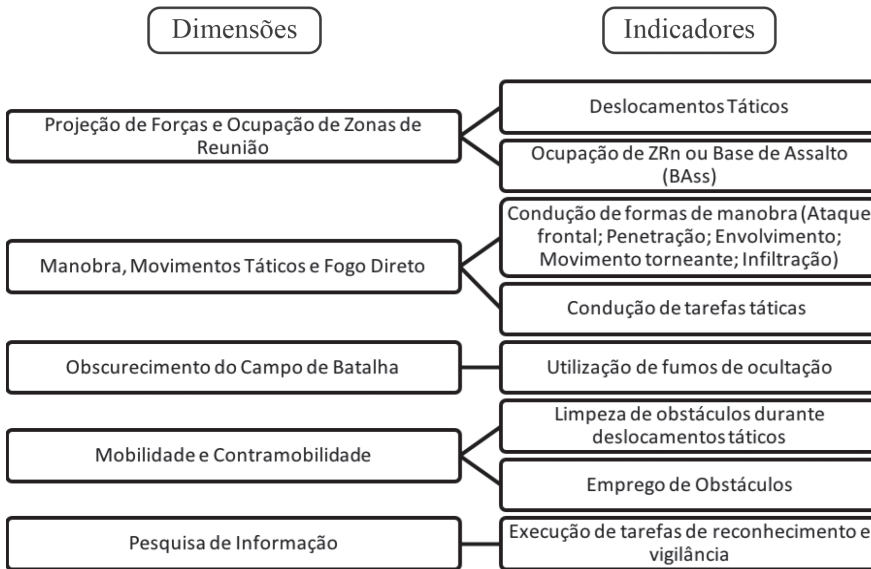 Dimensões
Indicadores
Projeção de Forças e Ocupação de Zonas de
Reunião
Deslocamentos Táticos
Ocupação de ZRn ou Base de Assalto
(BAss)
Manobra, Movimentos Táticos e Fogo Direto
Condução de formas de manobra (Ataque
frontal; Penetração; Envolvimento;
Movimento torneante; Infiltração)
Condução de tarefas táticas
Obscurecimento do Campo de Batalha
Utilização de fumos de ocultação
Mobilidade e Contramobilidade
Limpeza de obstáculos durante
deslocamentos táticos
Emprego de Obstáculos
Pesquisa de Informação
Execução de tarefas de reconhecimento e
vigilância